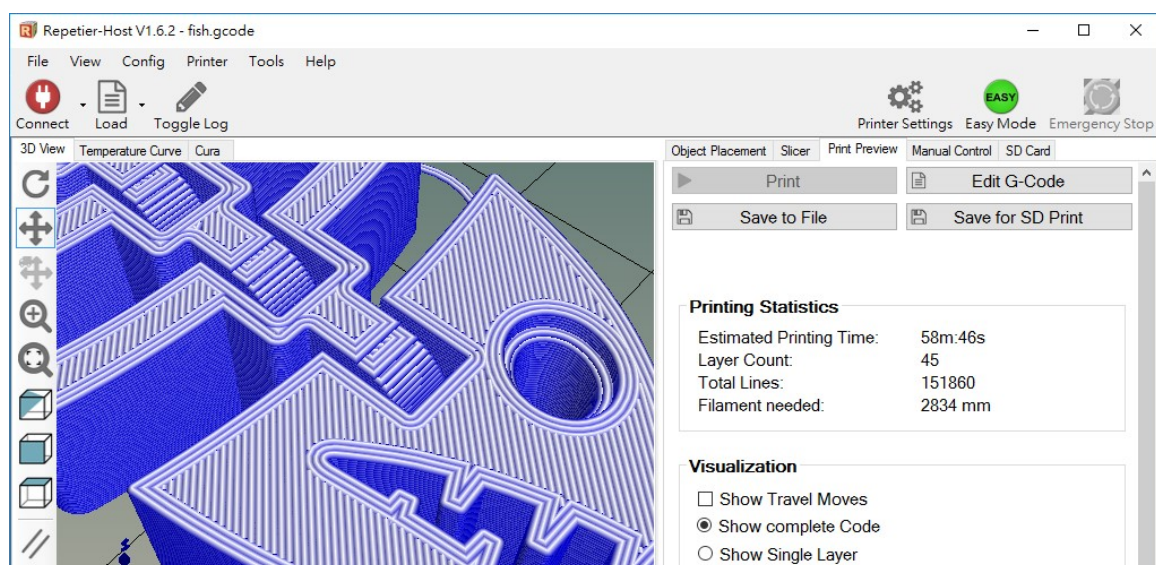 Repetier-Host V1.6.2 - fish.gcode
File View Config Printer Tools Help
Connect Load Toggle Log Printer Settings Easy Mode Emergency Stop
EASY
3D View Temperature Curve Cura
Object Placement Slicer Print Preview Manual Control SD Card
Print Edit G-Code
Save to File Save for SD Print
Printing Statistics
Estimated Printing Time: 58m:46s
Layer Count: 45
Total Lines: 151860
Filament needed: 2834 mm
Visualization
Show Travel Moves
Show complete Code
Show Single Layer